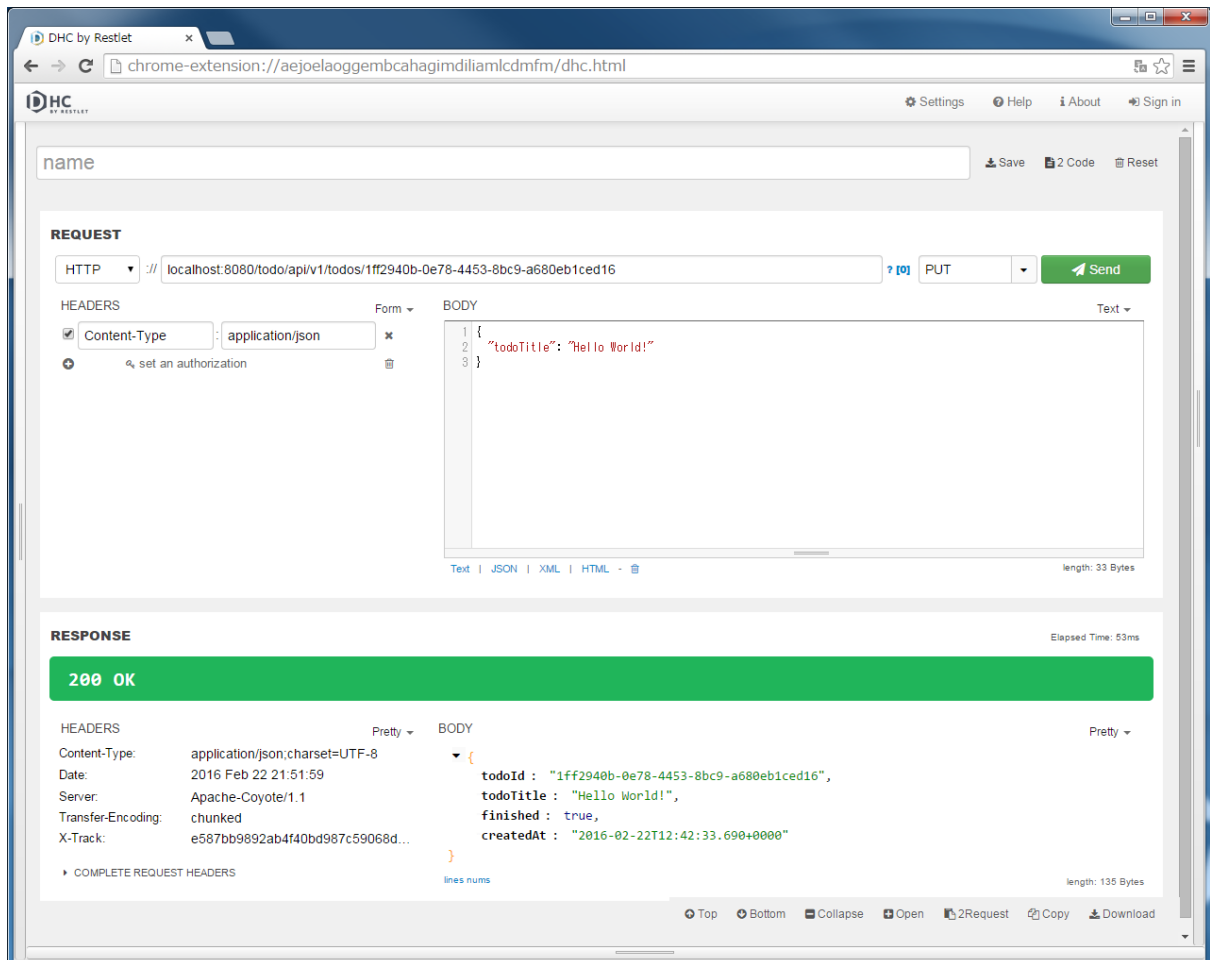 DHC by Restlet
chrome-extension://aejoelaoggembcahagimdiliamlcdmfm/dhc.html
DHC
BY RESTLET
Settings Help About Sign in
name
Save 2 Code Reset
REQUEST
HTTP :// localhost:8080/todo/api/v1/todos/1ff2940b-0e78-4453-8bc9-a680eb1ced16 ? [0] PUT Send
HEADERS Form
Content-Type : application/json
set an authorization
BODY Text
1 {
2 "todoTitle": "Hello World!"
3 }
Text | JSON | XML | HTML - length: 33 Bytes
RESPONSE Elapsed Time: 53ms
200 OK
HEADERS Pretty
Content-Type: application/json;charset=UTF-8
Date: 2016 Feb 22 21:51:59
Server: Apache-Coyote/1.1
Transfer-Encoding: chunked
X-Track: e587bb9892ab4f40bd987c59068d...
COMPLETE REQUEST HEADERS
BODY Pretty
{
todoId : "1ff2940b-0e78-4453-8bc9-a680eb1ced16",
todoTitle : "Hello World!",
finished : true,
createdAt : "2016-02-22T12:42:33.690+0000"
}
lines nums length: 135 Bytes
Top Bottom Collapse Open 2Request Copy Download